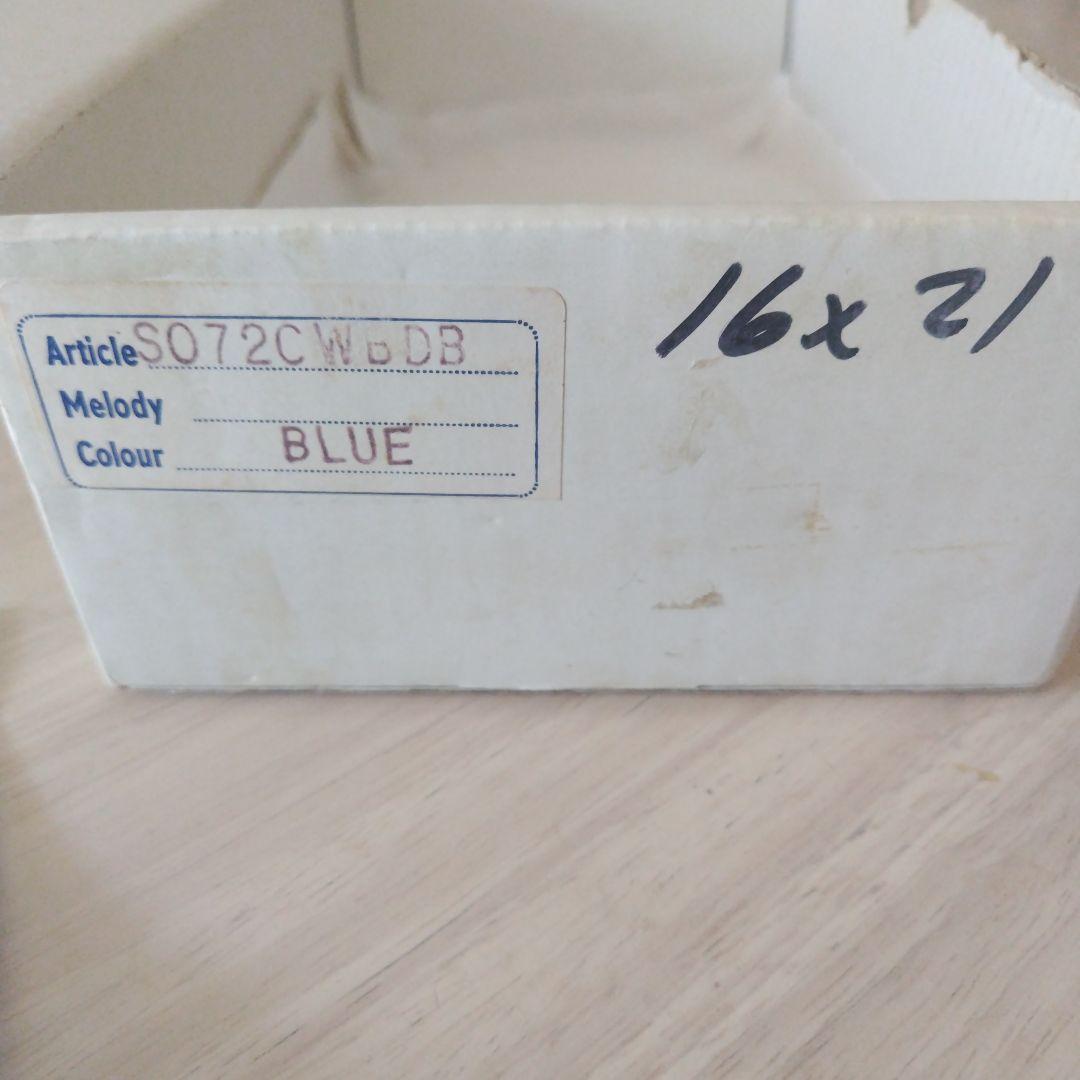 Article SO72CWBDB
Melody
Colour BLUE
16x21